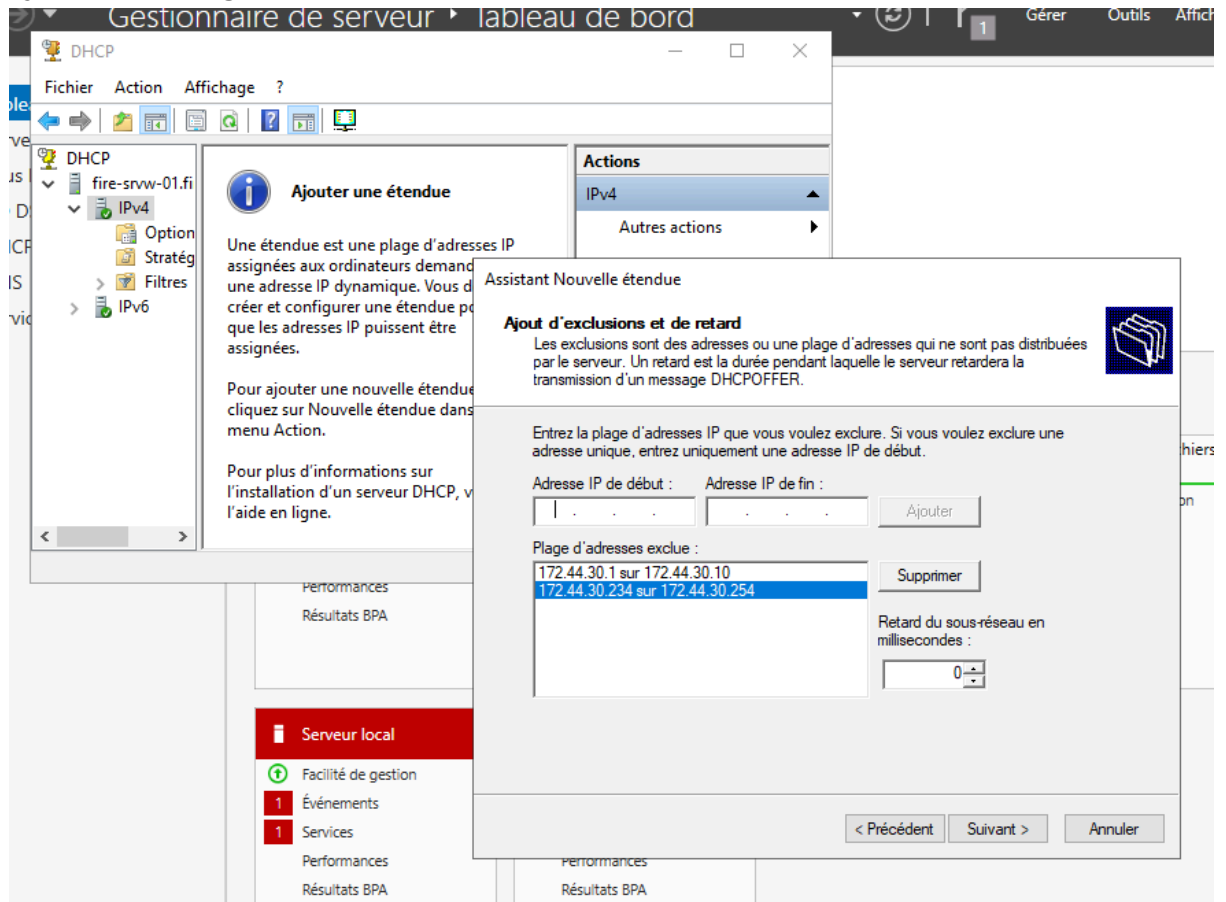 Gestionnaire de serveur ‣ Tableau de bord
1
Gérer
Outils
Affich
DHCP
Fichier
Action
Affichage
?
DHCP
fire-srvw-01.fi
IPv4
Option
Stratég
Filtres
IPv6
Ajouter une étendue
Une étendue est une plage d'adresses IP
assignées aux ordinateurs demand
une adresse IP dynamique. Vous d
créer et configurer une étendue po
que les adresses IP puissent être
assignées.
Pour ajouter une nouvelle étendue
cliquez sur Nouvelle étendue dans
menu Action.
Pour plus d'informations sur
l'installation d'un serveur DHCP, v
l'aide en ligne.
Actions
IPv4
Autres actions
Assistant Nouvelle étendue
Ajout d'exclusions et de retard
Les exclusions sont des adresses ou une plage d'adresses qui ne sont pas distribuées
par le serveur. Un retard est la durée pendant laquelle le serveur retardera la
transmission d'un message DHCPOFFER.
Entrez la plage d'adresses IP que vous voulez exclure. Si vous voulez exclure une
adresse unique, entrez uniquement une adresse IP de début.
Adresse IP de début :
Adresse IP de fin :
Ajouter
Plage d'adresses exclue :
172.44.30.1 sur 172.44.30.10
172.44.30.234 sur 172.44.30.254
Supprimer
Retard du sous-réseau en
millisecondes :
0
< Précédent
Suivant >
Annuler
hiers
on
Performances
Résultats BPA
Serveur local
Facilité de gestion
1 Événements
1 Services
Performances
Résultats BPA
Performances
Résultats BPA